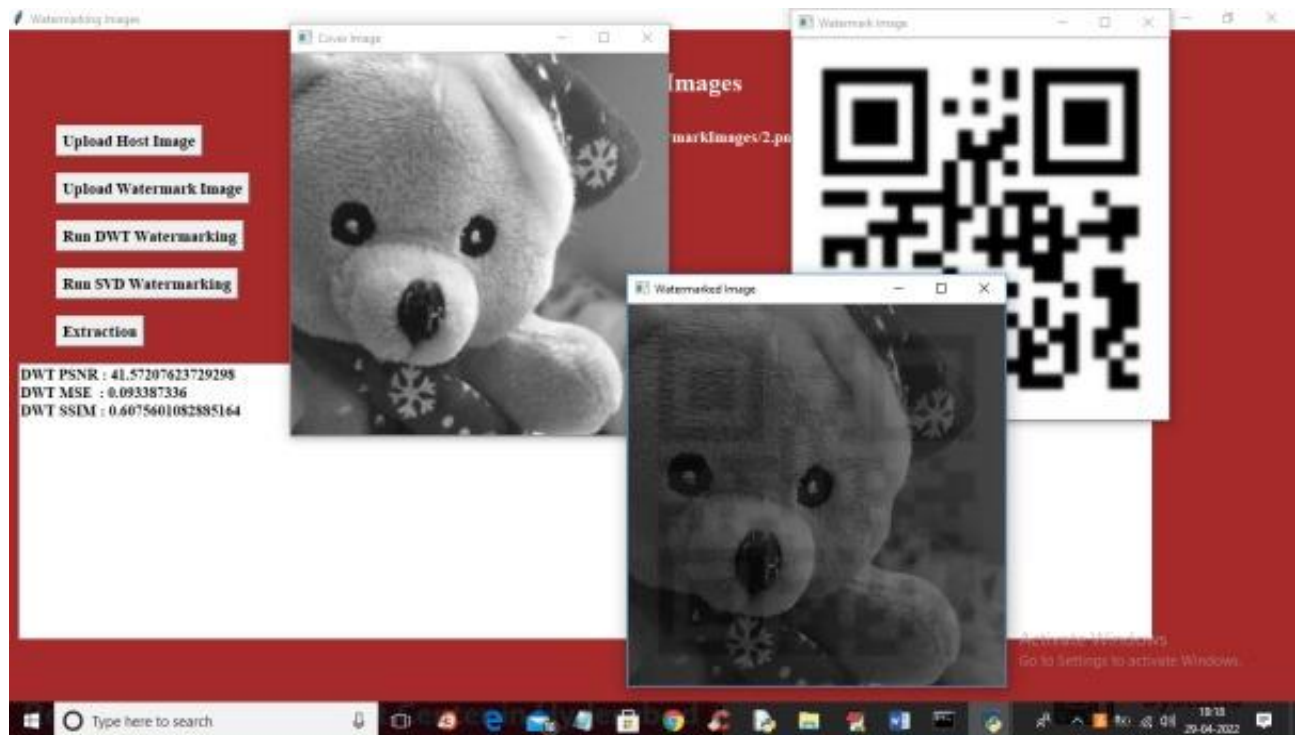 Watermarking Images
Cover Image
Watermark Image
Images
markImages/2.pn
Upload Host Image
Upload Watermark Image
Run DWT Watermarking
Run SVD Watermarking
Extraction
Watermarked Image
DWT PSNR : 41.57207623729298
DWT MSE : 0.093387336
DWT SSIM : 0.6075601082885164
Activate Windows
Go to Settings to activate Windows.
Type here to search
18:18
29-04-2022